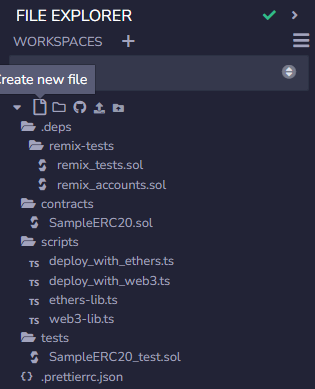 FILE EXPLORER
WORKSPACES
Create new file
.deps
remix-tests
remix_tests.sol
remix_accounts.sol
contracts
SampleERC20.sol
scripts
TS deploy_with_ethers.ts
TS deploy_with_web3.ts
TS ethers-lib.ts
TS web3-lib.ts
tests
SampleERC20_test.sol
{} .prettierrc.json